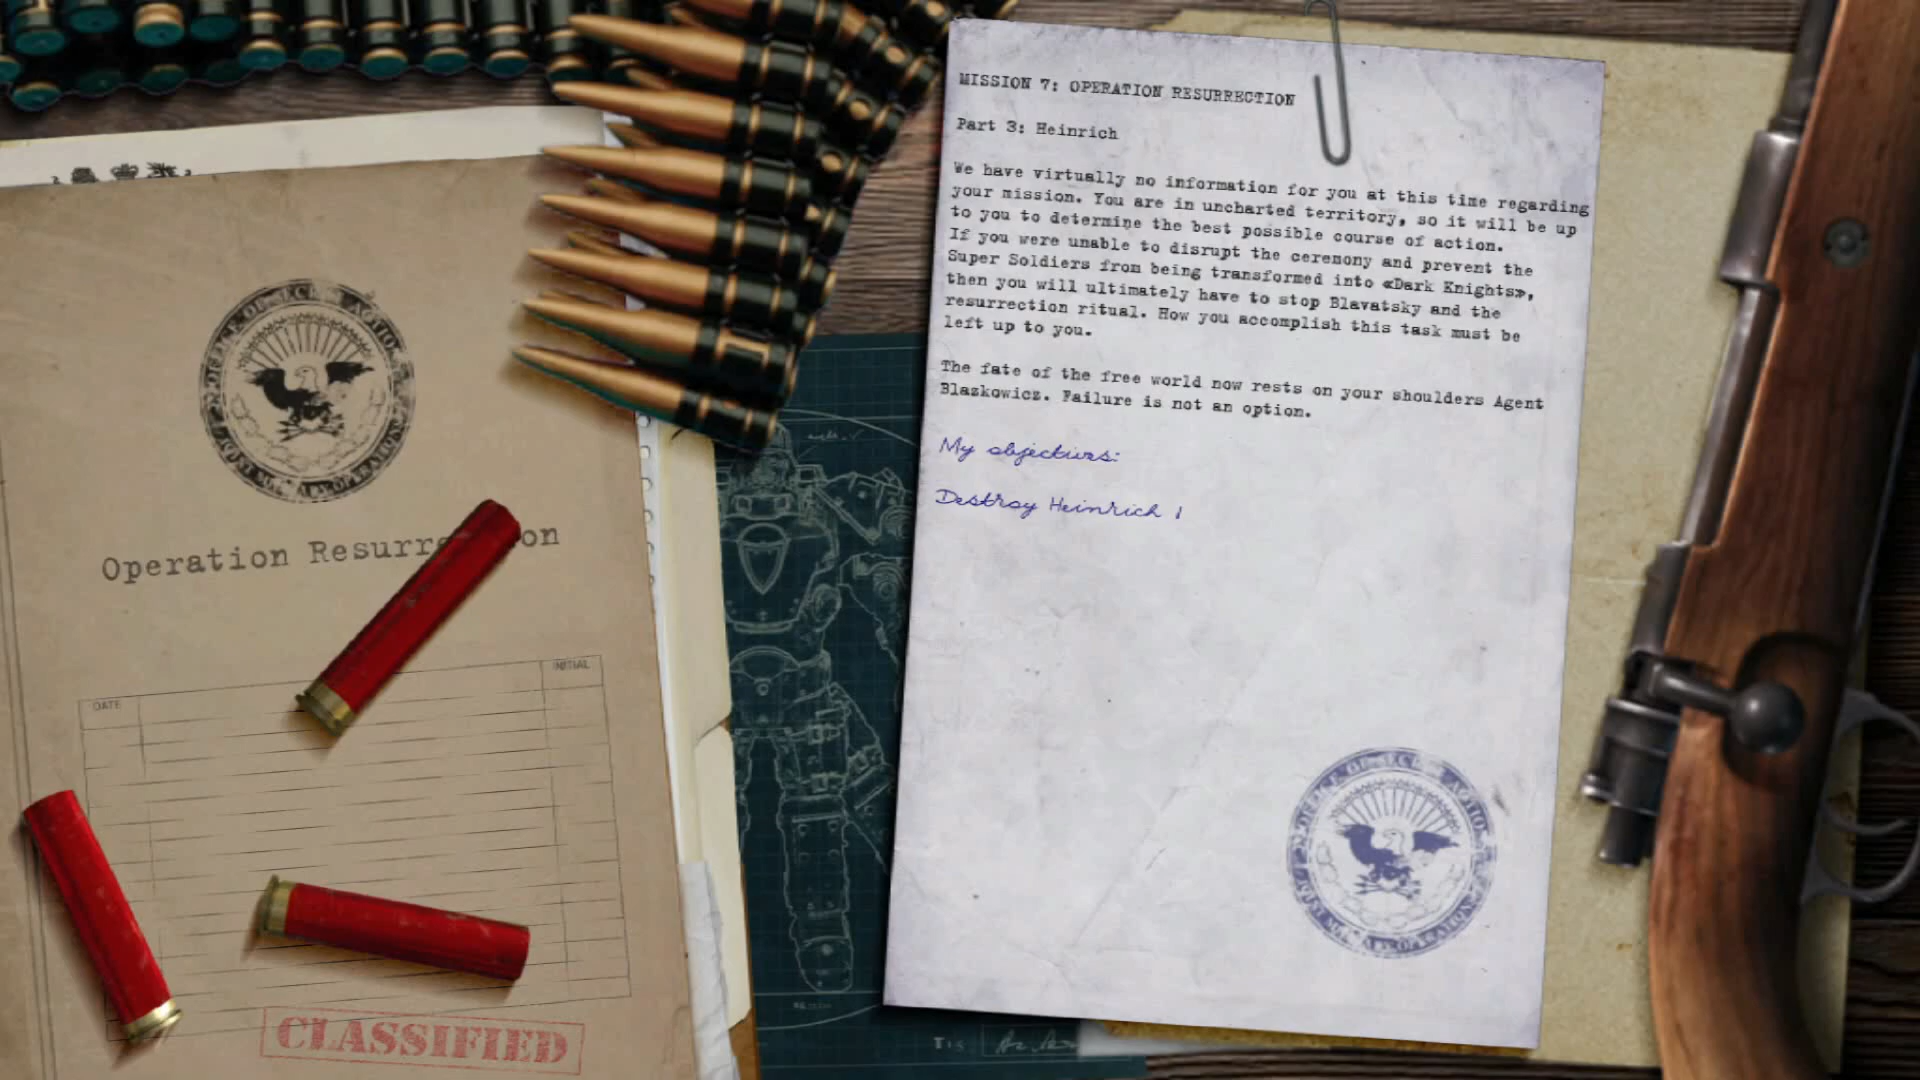 MISSION 7: OPERATION RESURRECTION
Part 3: Heinrich
We have virtually no information for you at this time regarding
your mission. You are in uncharted territory, so it will be up
to you to determine the best possible course of action.
If you were unable to disrupt the ceremony and prevent the
Super Soldiers from being transformed into «Dark Knights»,
then you will ultimately have to stop Blavatsky and the
resurrection ritual. How you accomplish this task must be
left up to you.
The fate of the free world now rests on your shoulders Agent
Blazkowicz. Failure is not an option.
My objectives:
Destroy Heinrich I
Operation
DATE
INITIAL
CLASSIFIED